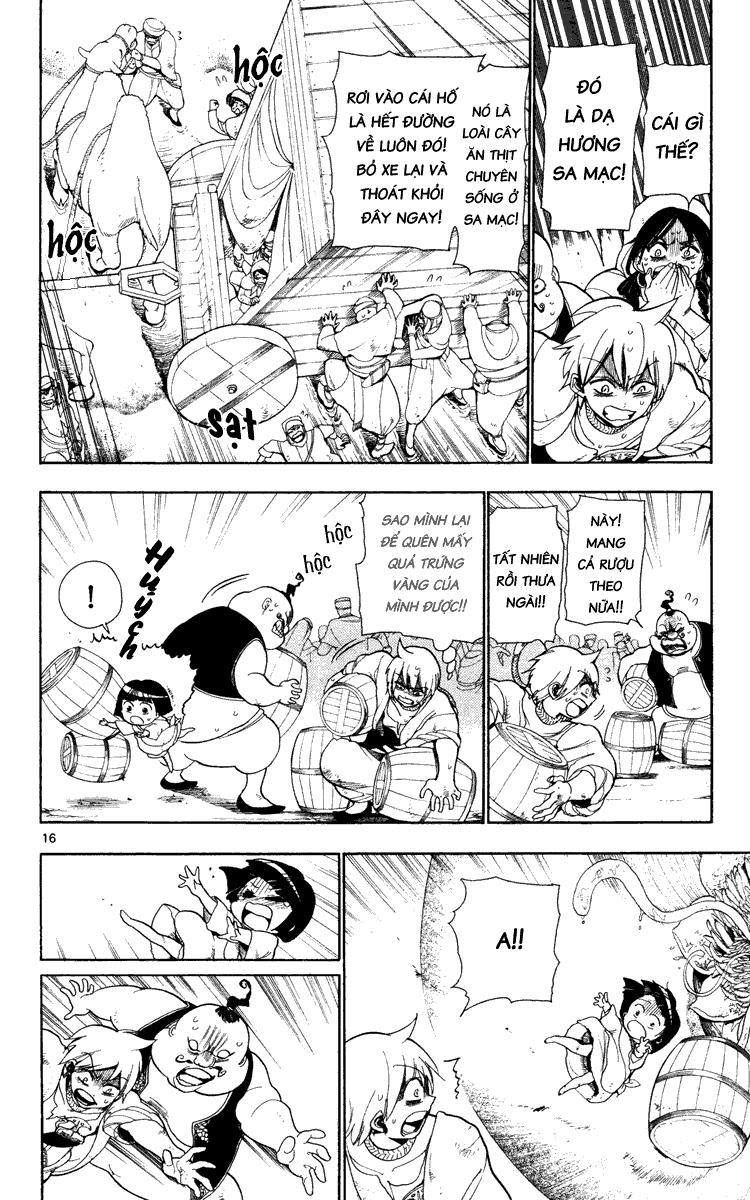 CÁI GÌ
THẾ?
ĐÓ
LÀ DẠ
HƯƠNG
SA MẠC!
NÓ LÀ
LOÀI CÂY
ĂN THỊT
CHUYÊN
SỐNG Ở
SA MẠC!
RƠI VÀO CÁI HỐ
LÀ HẾT ĐƯỜNG
VỀ LUÔN ĐÓ!
BỎ XE LẠI VÀ
THOÁT KHỎI
ĐÂY NGAY!
hộc
hộc
sạt
NÀY!
MANG
CẢ RƯỢU
THEO
NỮA!!
TẤT NHIÊN
RỒI THƯA
NGÀI!!
SAO MÌNH LẠI
ĐỂ QUÊN MẤY
QUẢ TRỨNG
VÀNG CỦA
MÌNH ĐƯỢC!!
hộc
hộc
Huỵch
!
16
A!!